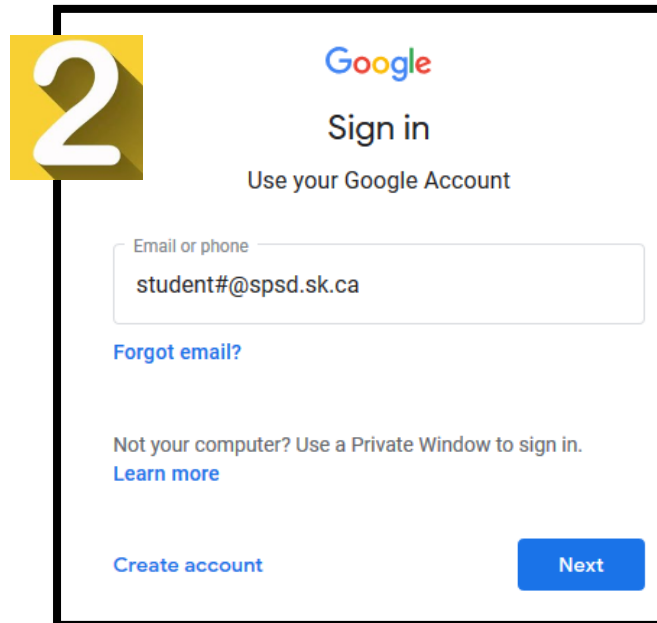 2
Google
Sign in
Use your Google Account
Email or phone
student#@spsd.sk.ca
Forgot email?
Not your computer? Use a Private Window to sign in.
Learn more
Create account
Next